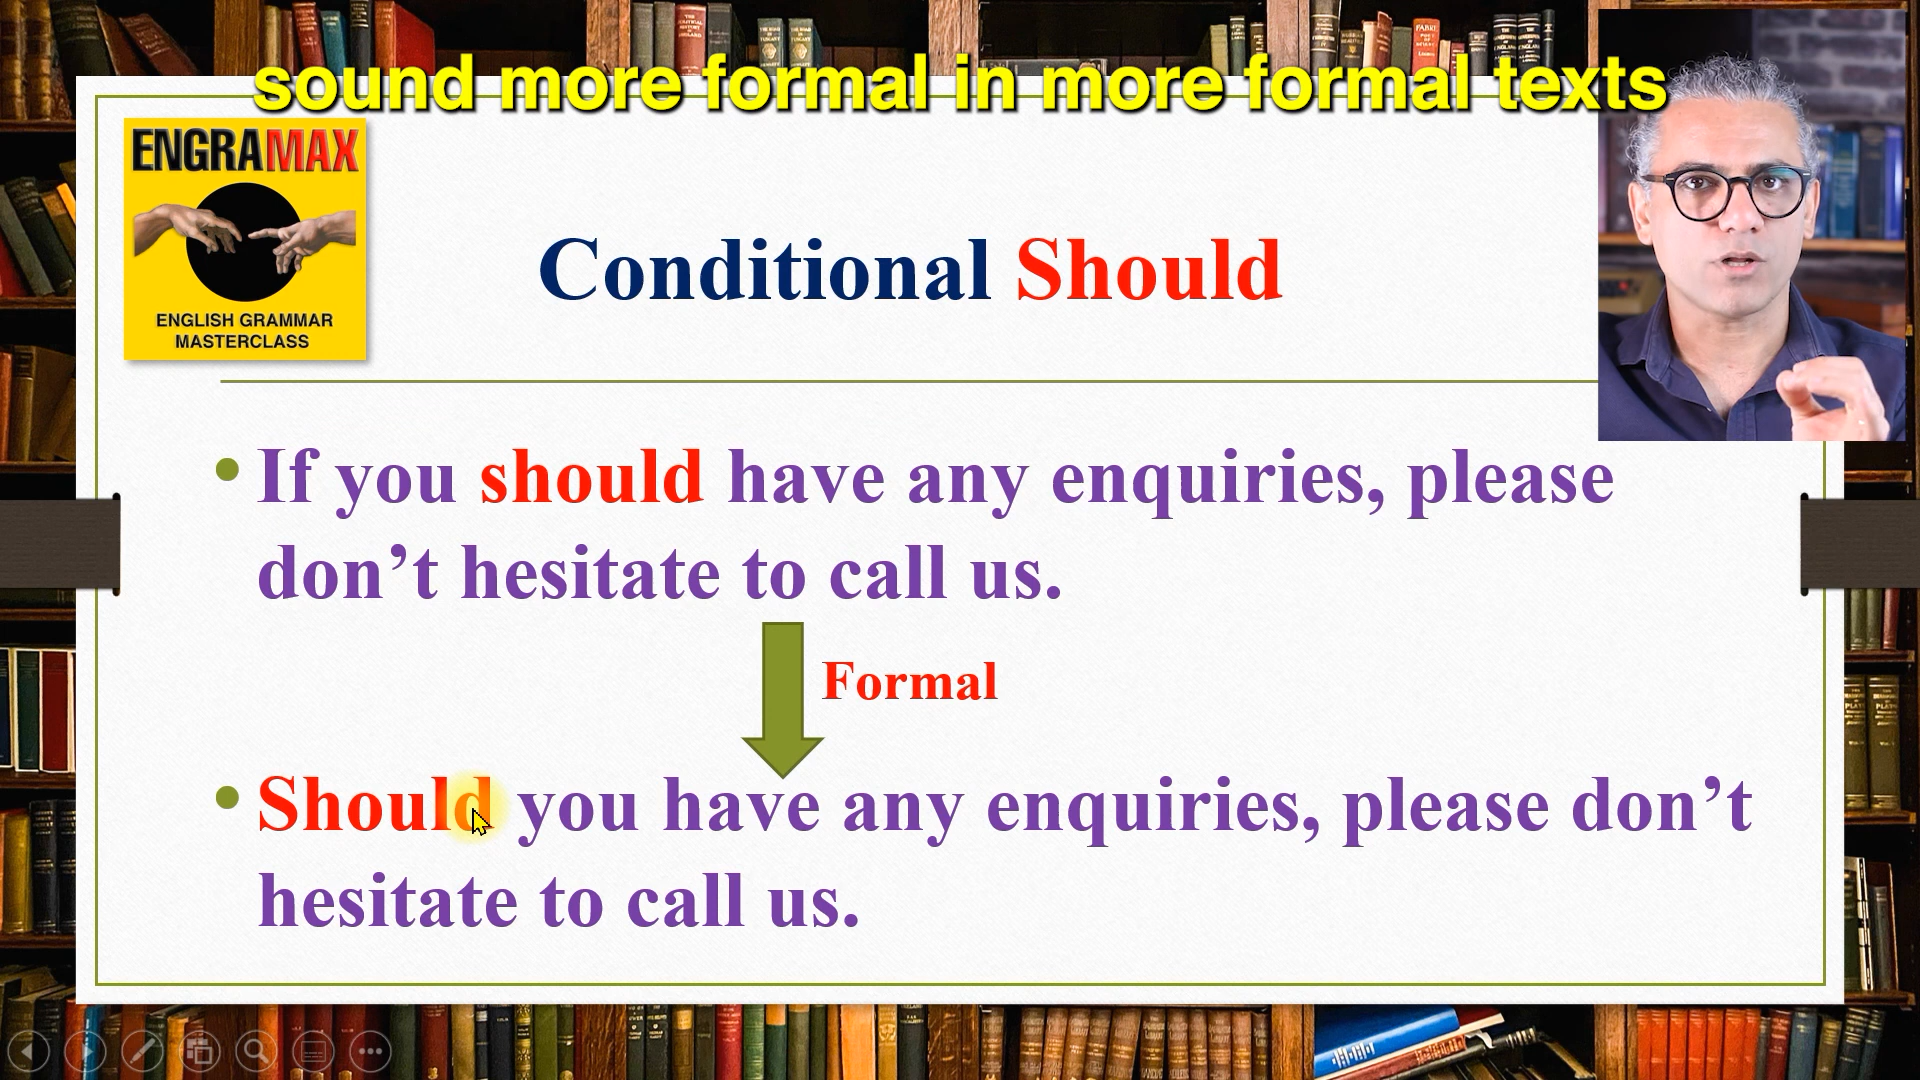 sound more formal in more formal texts
ENGRAMAX
ENGLISH GRAMMAR
MASTERCLASS
Conditional Should
• If you should have any enquiries, please
don’t hesitate to call us.
Formal
• Should you have any enquiries, please don’t
hesitate to call us.